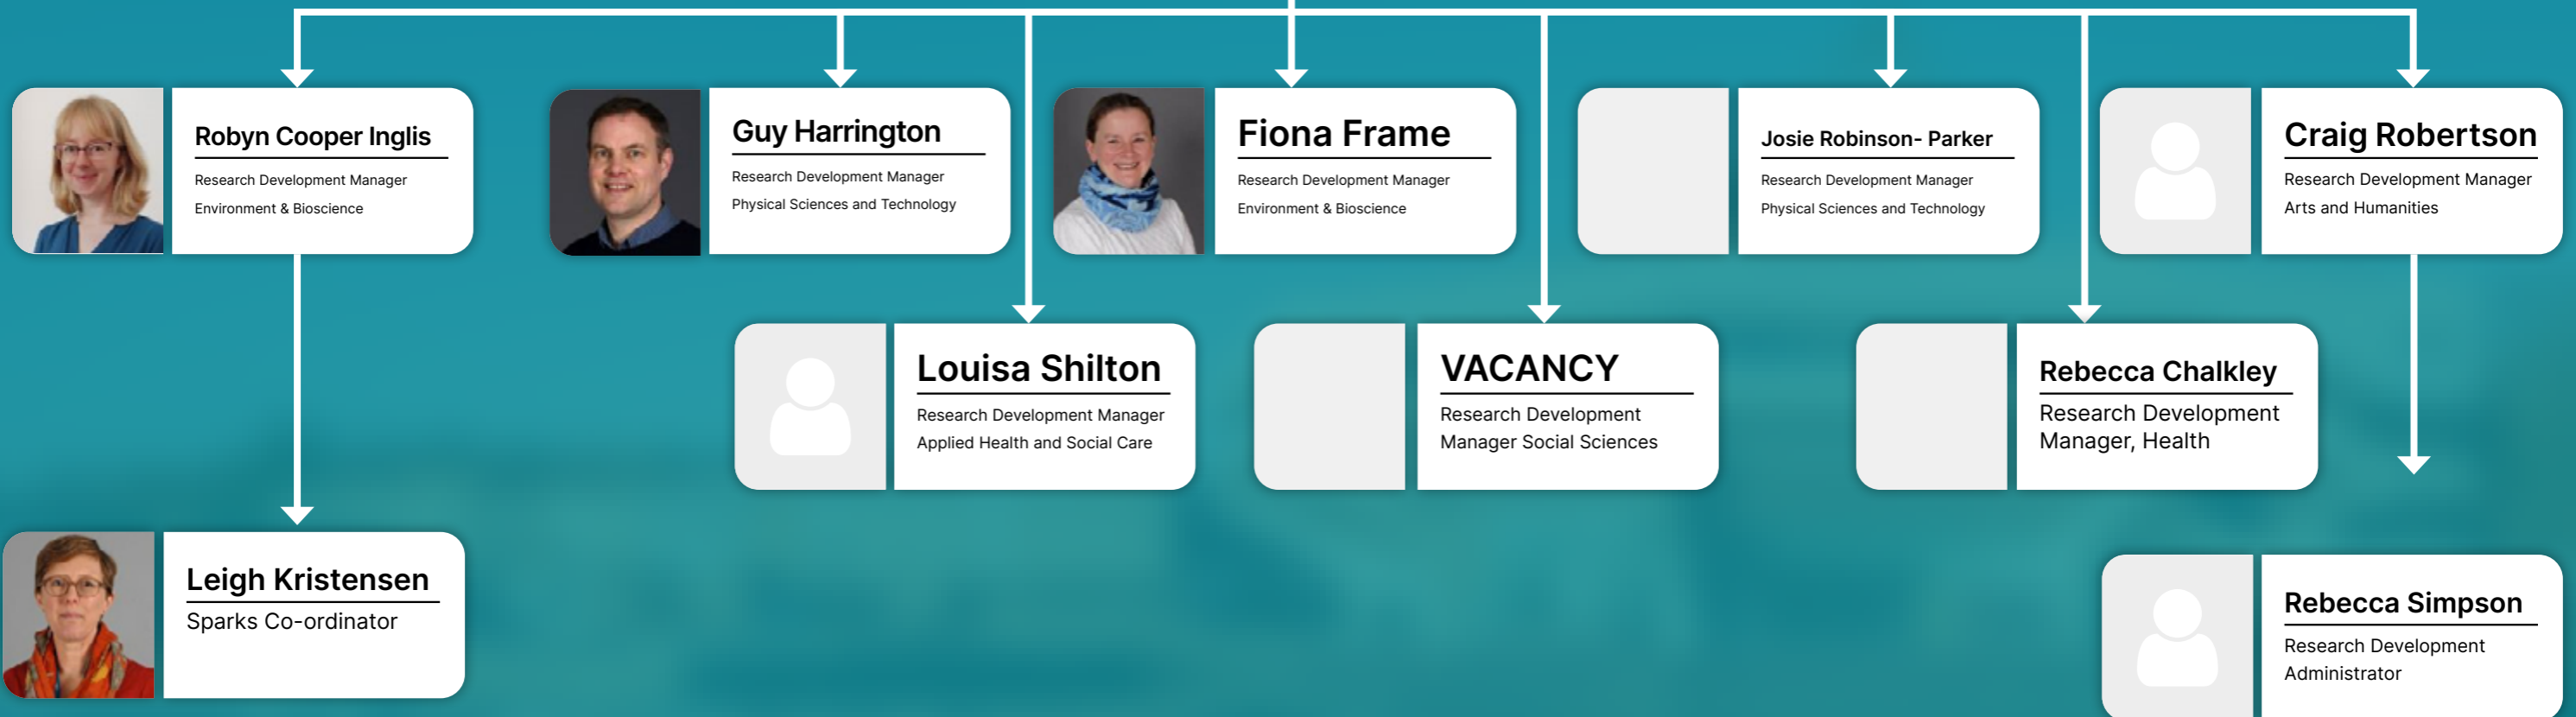 Robyn Cooper Inglis
Research Development Manager
Environment & Bioscience
Guy Harrington
Research Development Manager
Physical Sciences and Technology
Fiona Frame
Research Development Manager
Environment & Bioscience
Josie Robinson- Parker
Research Development Manager
Physical Sciences and Technology
Craig Robertson
Research Development Manager
Arts and Humanities
Louisa Shilton
Research Development Manager
Applied Health and Social Care
VACANCY
Research Development
Manager Social Sciences
Rebecca Chalkley
Research Development
Manager, Health
Leigh Kristensen
Sparks Co-ordinator
Rebecca Simpson
Research Development
Administrator